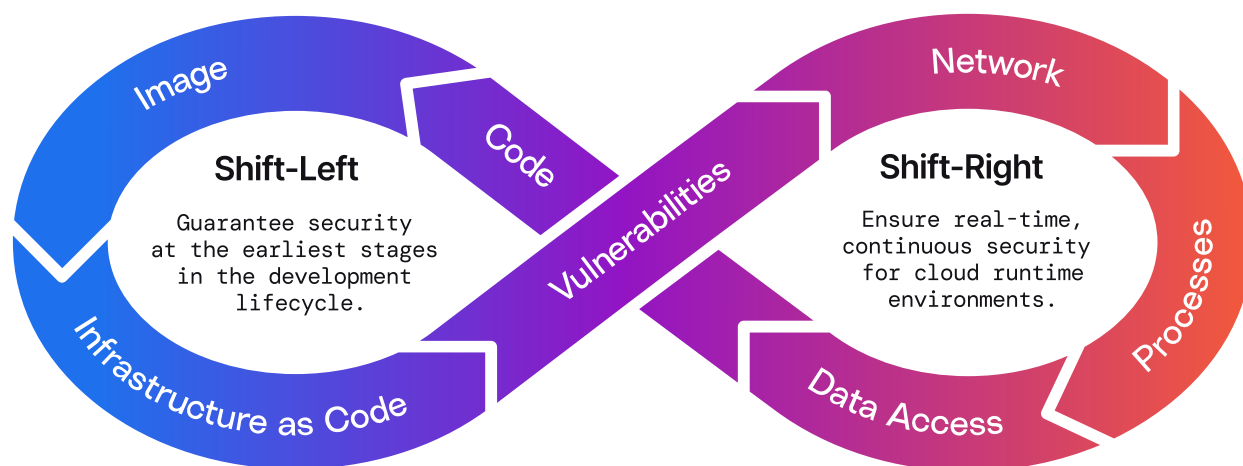 Image
Code
Shift-Left
Guarantee security
at the earliest stages
in the development
lifecycle.
Infrastructure as Code
Vulnerabilities
Network
Shift-Right
Ensure real-time,
continuous security
for cloud runtime
environments.
Processes
Data Access